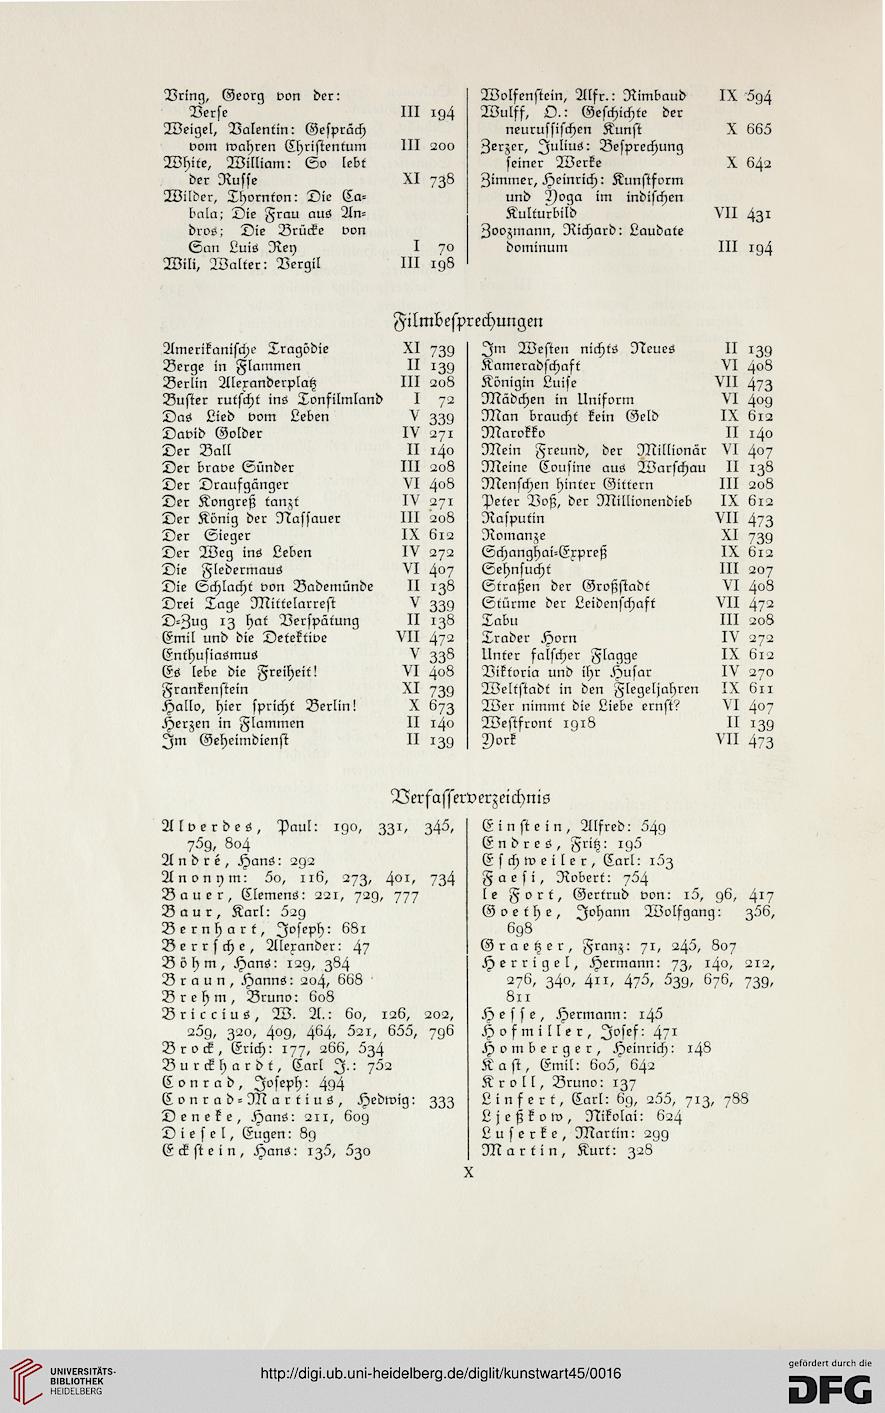 Vring, Georg von der:
Verse III 194
Weigel, Valentin: Gespräch
vom wahren Christentum III 200
White, William: So lebt
der Russe XI 738
Wilder, Thornton: Die Ca=
bala; Die Frau aus An=
dros; Die Brücke von
San Luis Rey I 70
Wili, Walter: Vergil III 198
Wolfenstein, Alfr.: Rimbaud IX 594
Wulff, O.: Geschichte der
neurussischen Kunst X 665
Zerzer, Julius: Besprechung
seiner Werke X 642
Zimmer, Heinrich: Kunstform
und Yoga im indischen
Kulturbild VII 431
Zoozmann, Richard: Laudate
dominum III 194
Filmbesprechungen
Amerikanische Tragödie XI 739
Berge in Flammen II 139
Berlin Alexanderplatz III 208
Buster rutscht ins Tonfilmland I 72
Das Lied vom Leben V 339
David Golder IV 271
Der Ball II 140
Der brave Sünder III 208
Der Draufgänger VI 408
Der Kongreß tanzt IV 271
Der König der Nassauer III 208
Der Sieger IX 612
Der Weg ins Leben IV 272
Die Fledermaus VI 407
Die Schlacht von Bademünde II 138
Drei Tage Mittelarrest V 339
D=Zug 13 hat Verspätung II 138
Emil und die Detektive VII 472
Enthusiasmus V 338
Es lebe die Freiheit! VI 408
Frankenstein XI 739
Hallo, hier spricht Berlin! X 673
Herzen in Flammen II 140
Im Geheimdienst II 139
Im Westen nichts Neues II 139
Kameradschaft VI 408
Königin Luise VII 473
Mädchen in Uniform VI 409
Man braucht kein Geld IX 612
Marokko II 140
Mein Freund, der Millionär VI 407
Meine Cousine aus Warschau II 138
Menschen hinter Gittern III 208
Peter Voß, der Millionendieb IX 612
Rasputin VII 473
Romanze XI 739
Schanghai=Expreß IX 612
Sehnsucht III 207
Straßen der Großstadt VI 408
Stürme der Leidenschaft VII 472
Tabu III 208
Trader Horn IV 272
Unter falscher Flagge IX 612
Viktoria und ihr Husar IV 270
Weltstadt in den Flegeljahren IX 611
Wer nimmt die Liebe ernst? VI 407
Westfront 1918 II 139
York VII 473
Verfasserverzeichnis
Alverdes, Paul: 190, 331, 345,
759, 804
André, Hans: 292
Anonym: 50, 116, 273, 401, 734
Bauer, Clemens: 221, 729, 777
Baur, Karl: 529
Bernhart, Joseph: 681
Berrsche, Alexander: 47
Böhm, Hans: 129, 384
Braun, Hanns: 204, 668
Brehm, Bruno: 608
Briccius, W. A.: 60, 126, 202,
259, 320, 409, 464, 521, 655, 796
Brock, Erich: 177, 266, 534
Burckhardt, Carl J.: 752
Conrad, Joseph: 494
Conrad=Martius, Hedwig: 333
Deneke, Hans: 211, 609
Diesel, Eugen: 89
Eckstein, Hans: 135, 530
Einstein, Alfred: 549
Endres, Fritz: 195
Eschweiler, Carl: 153
Faesi, Robert: 754
le Fort, Gertrud von: 15, 96, 417
Goethe, Johann Wolfgang: 356,
698
Graetzer, Franz: 71, 245, 807
Herrigel, Hermann: 73, 140, 212,
276, 340, 411, 475, 539, 676, 739,
811
Hesse, Hermann: 145
Hofmiller, Josef: 471
Homberger, Heinrich: 148
Kast, Emil: 605, 642
Kroll, Bruno: 137
Linfert, Carl: 69, 255, 713, 788
Ljeßkow, Nikolai: 624
Luserke, Martin: 299
Martin, Kurt: 328
X
UNIVERSITÄTS-
BIBLIOTHEK
HEIDELBERG
http://digi.ub.uni-heidelberg.de/diglit/kunstwart45/0016
gefördert durch die
DFG